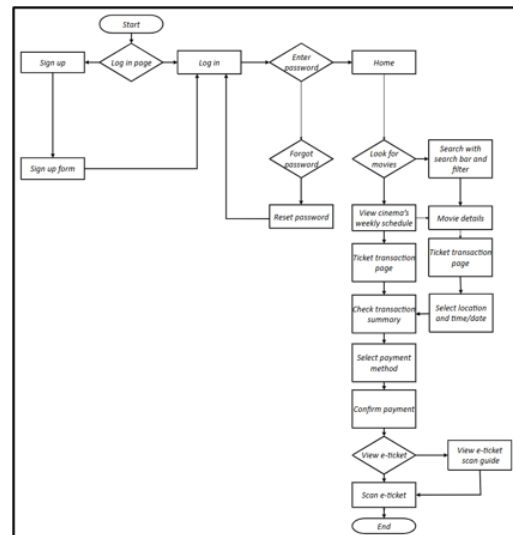 Start
Sign up
Log in page
Log in
Enter
password
Home
Sign up form
Forgot
password
Reset password
Look for
movies
Search with
search bar and
filter
View cinema's
weekly schedule
Movie details
Ticket transaction
page
Ticket transaction
page
Check transaction
summary
Select location
and time/date
Select payment
method
Confirm payment
View e-ticket
View e-ticket
scan guide
Scan e-ticket
End